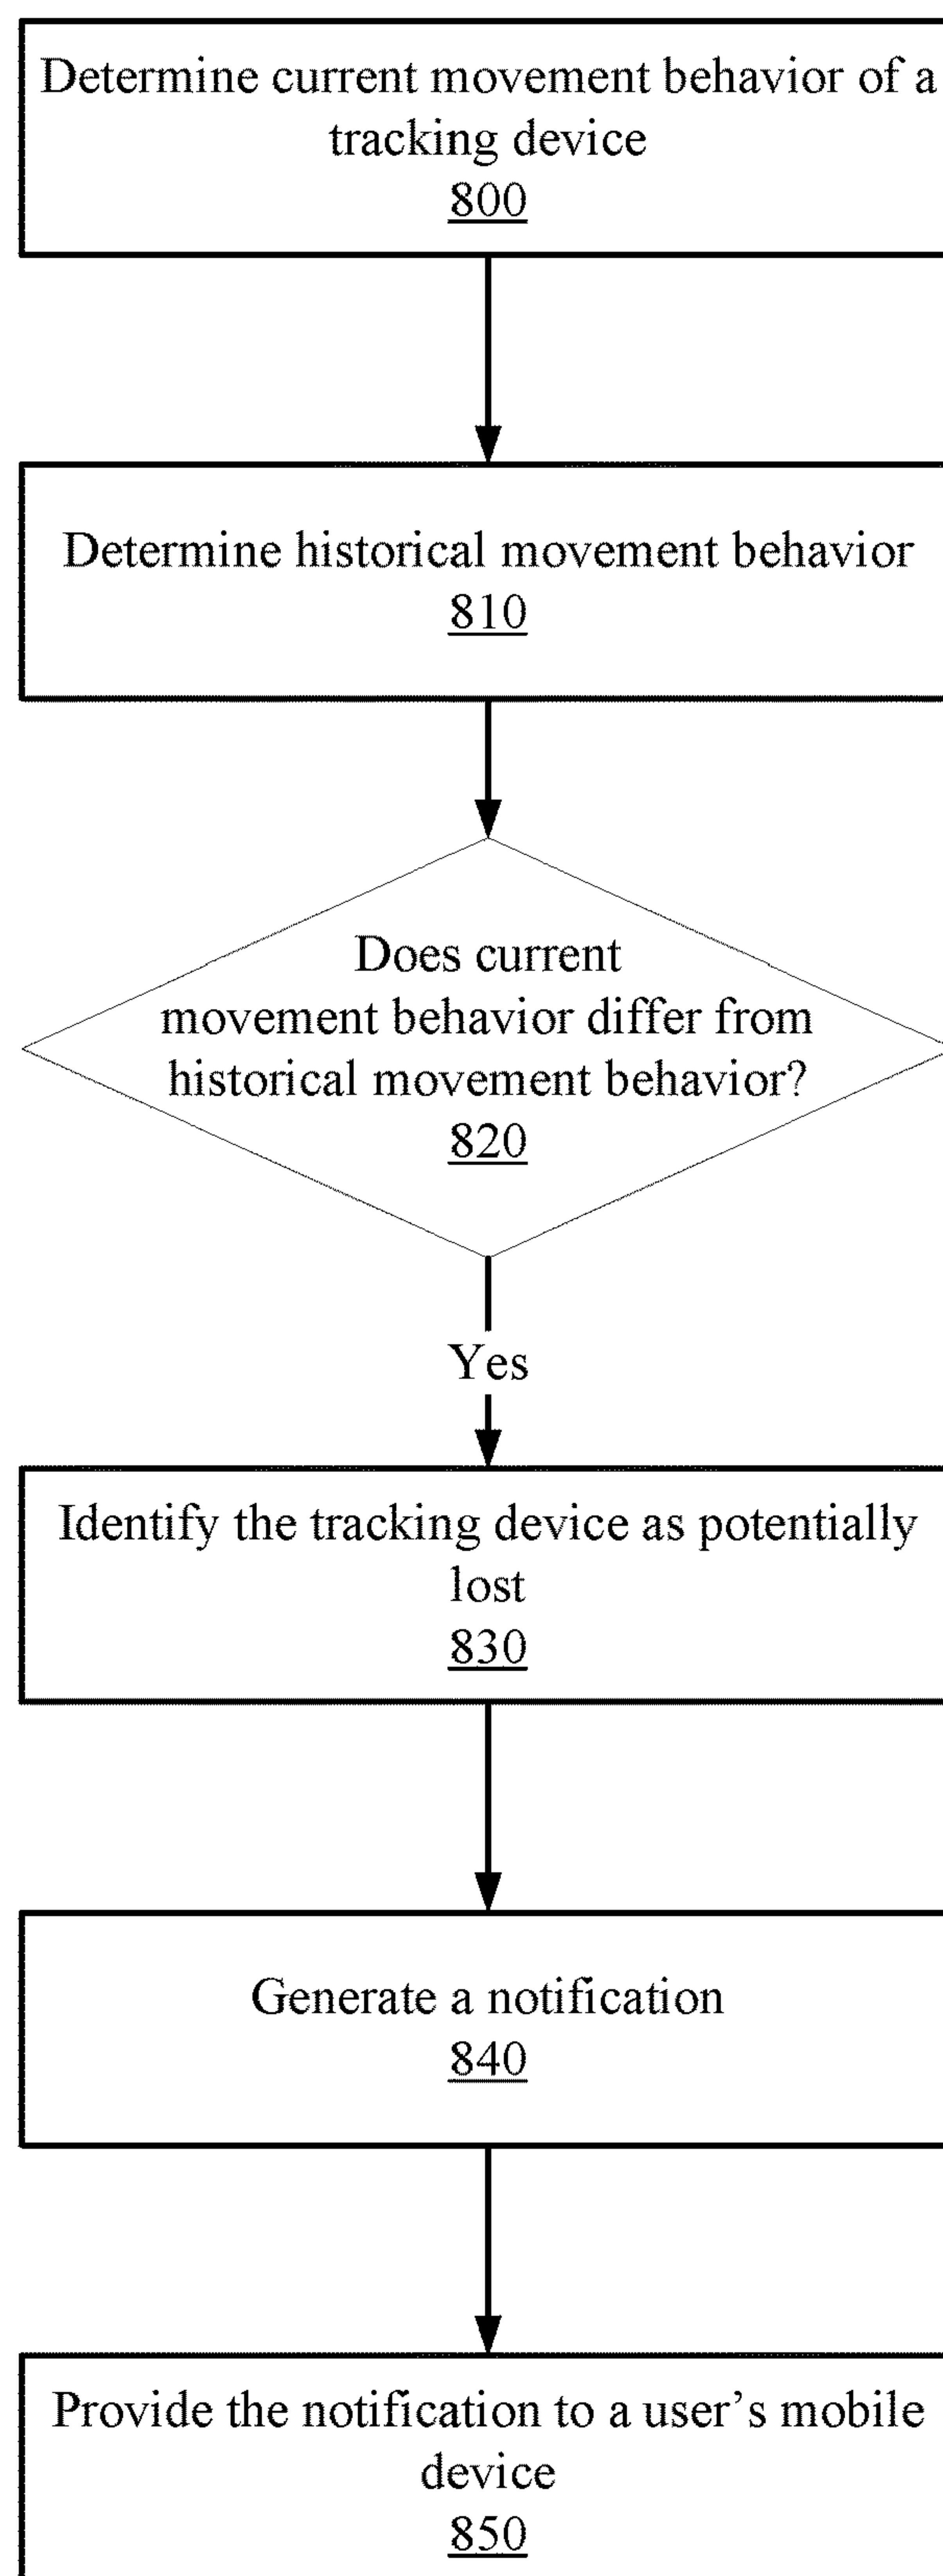 Determine current movement behavior of a
tracking device
800
Determine historical movement behavior
810
Does current
movement behavior differ from
historical movement behavior?
820
Yes
Identify the tracking device as potentially
lost
830
Generate a notification
840
Provide the notification to a user’s mobile
device
850